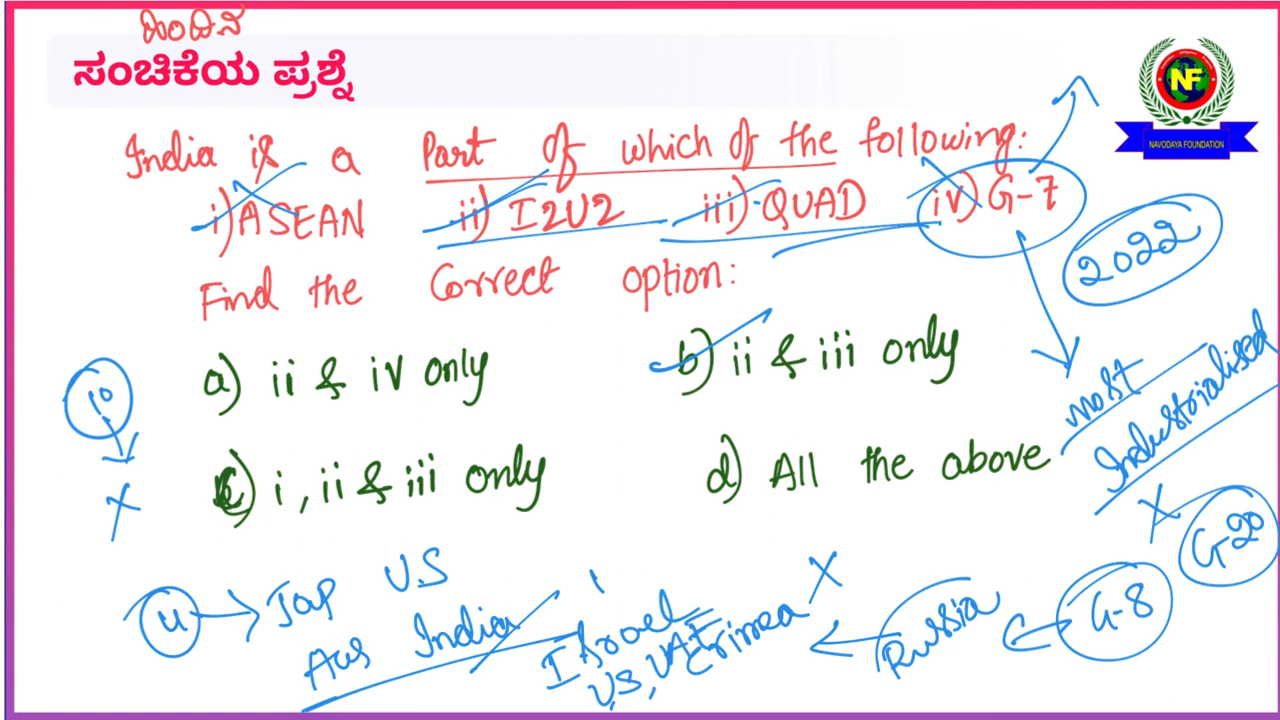 ಹಿಂದಿನ
ಸಂಚಿಕೆಯ ಪ್ರಶ್ನೆ
NF
NAVODAYA FOUNDATION
India is a Part of which of the following:
i) ASEAN ii) I2U2 iii) QUAD iv) G-7
2022
Find the Correct option:
a) ii & iv only b) ii & iii only
10
most
Industrialised
c) i, ii & iii only d) All the above
G-20
4 Jap US
Aus India
Israel
US, UAE
Crimea
Russia
G-8